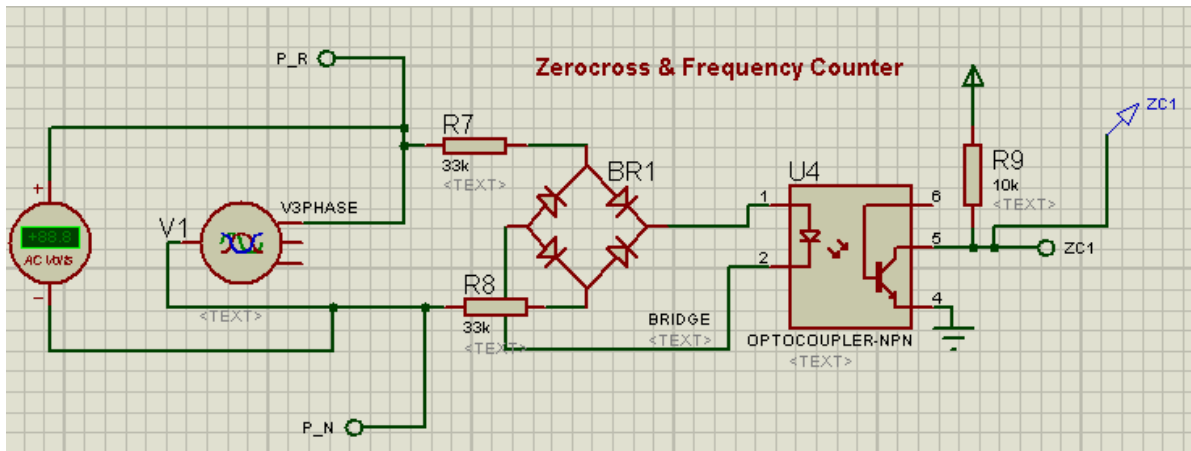 P_R
Zerocross & Frequency Counter
ZC1
R7
33k
<TEXT>
BR1
U4
R9
10k
<TEXT>
+
+88.8
AC Volts
V1
V3PHASE
<TEXT>
1
2
6
5
4
ZC1
R8
33k
<TEXT>
BRIDGE
<TEXT>
OPTOCOUPLER-NPN
<TEXT>
P_N